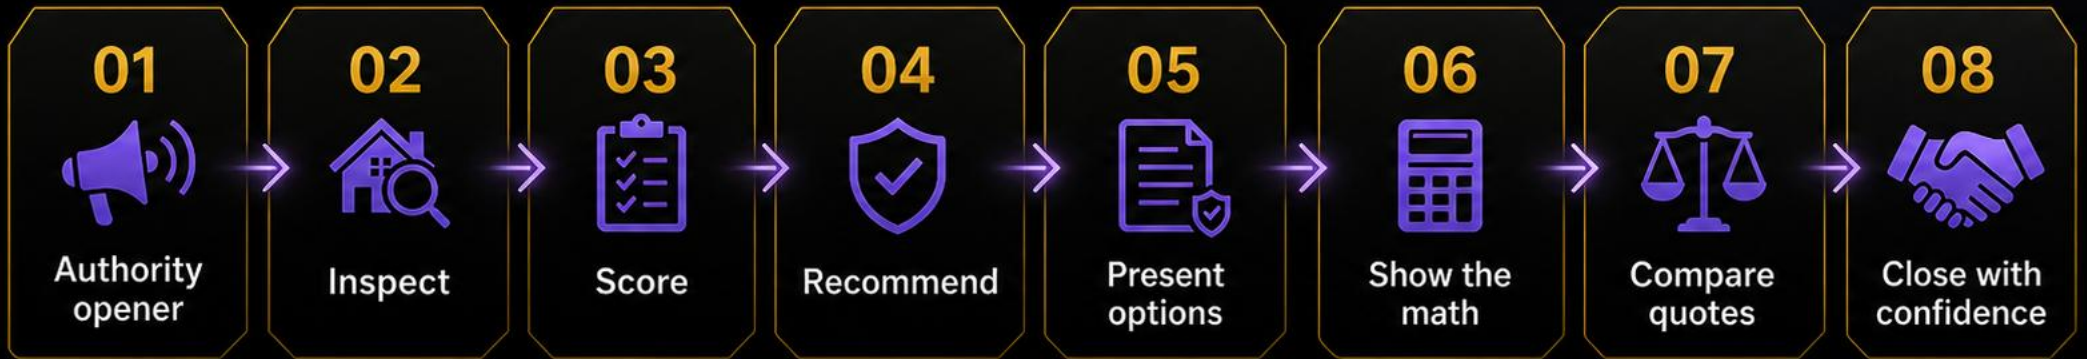 01
Authority
opener
02
Inspect
03
Score
04
Recommend
05
Present
options
06
Show the
math
07
Compare
quotes
08
Close with
confidence